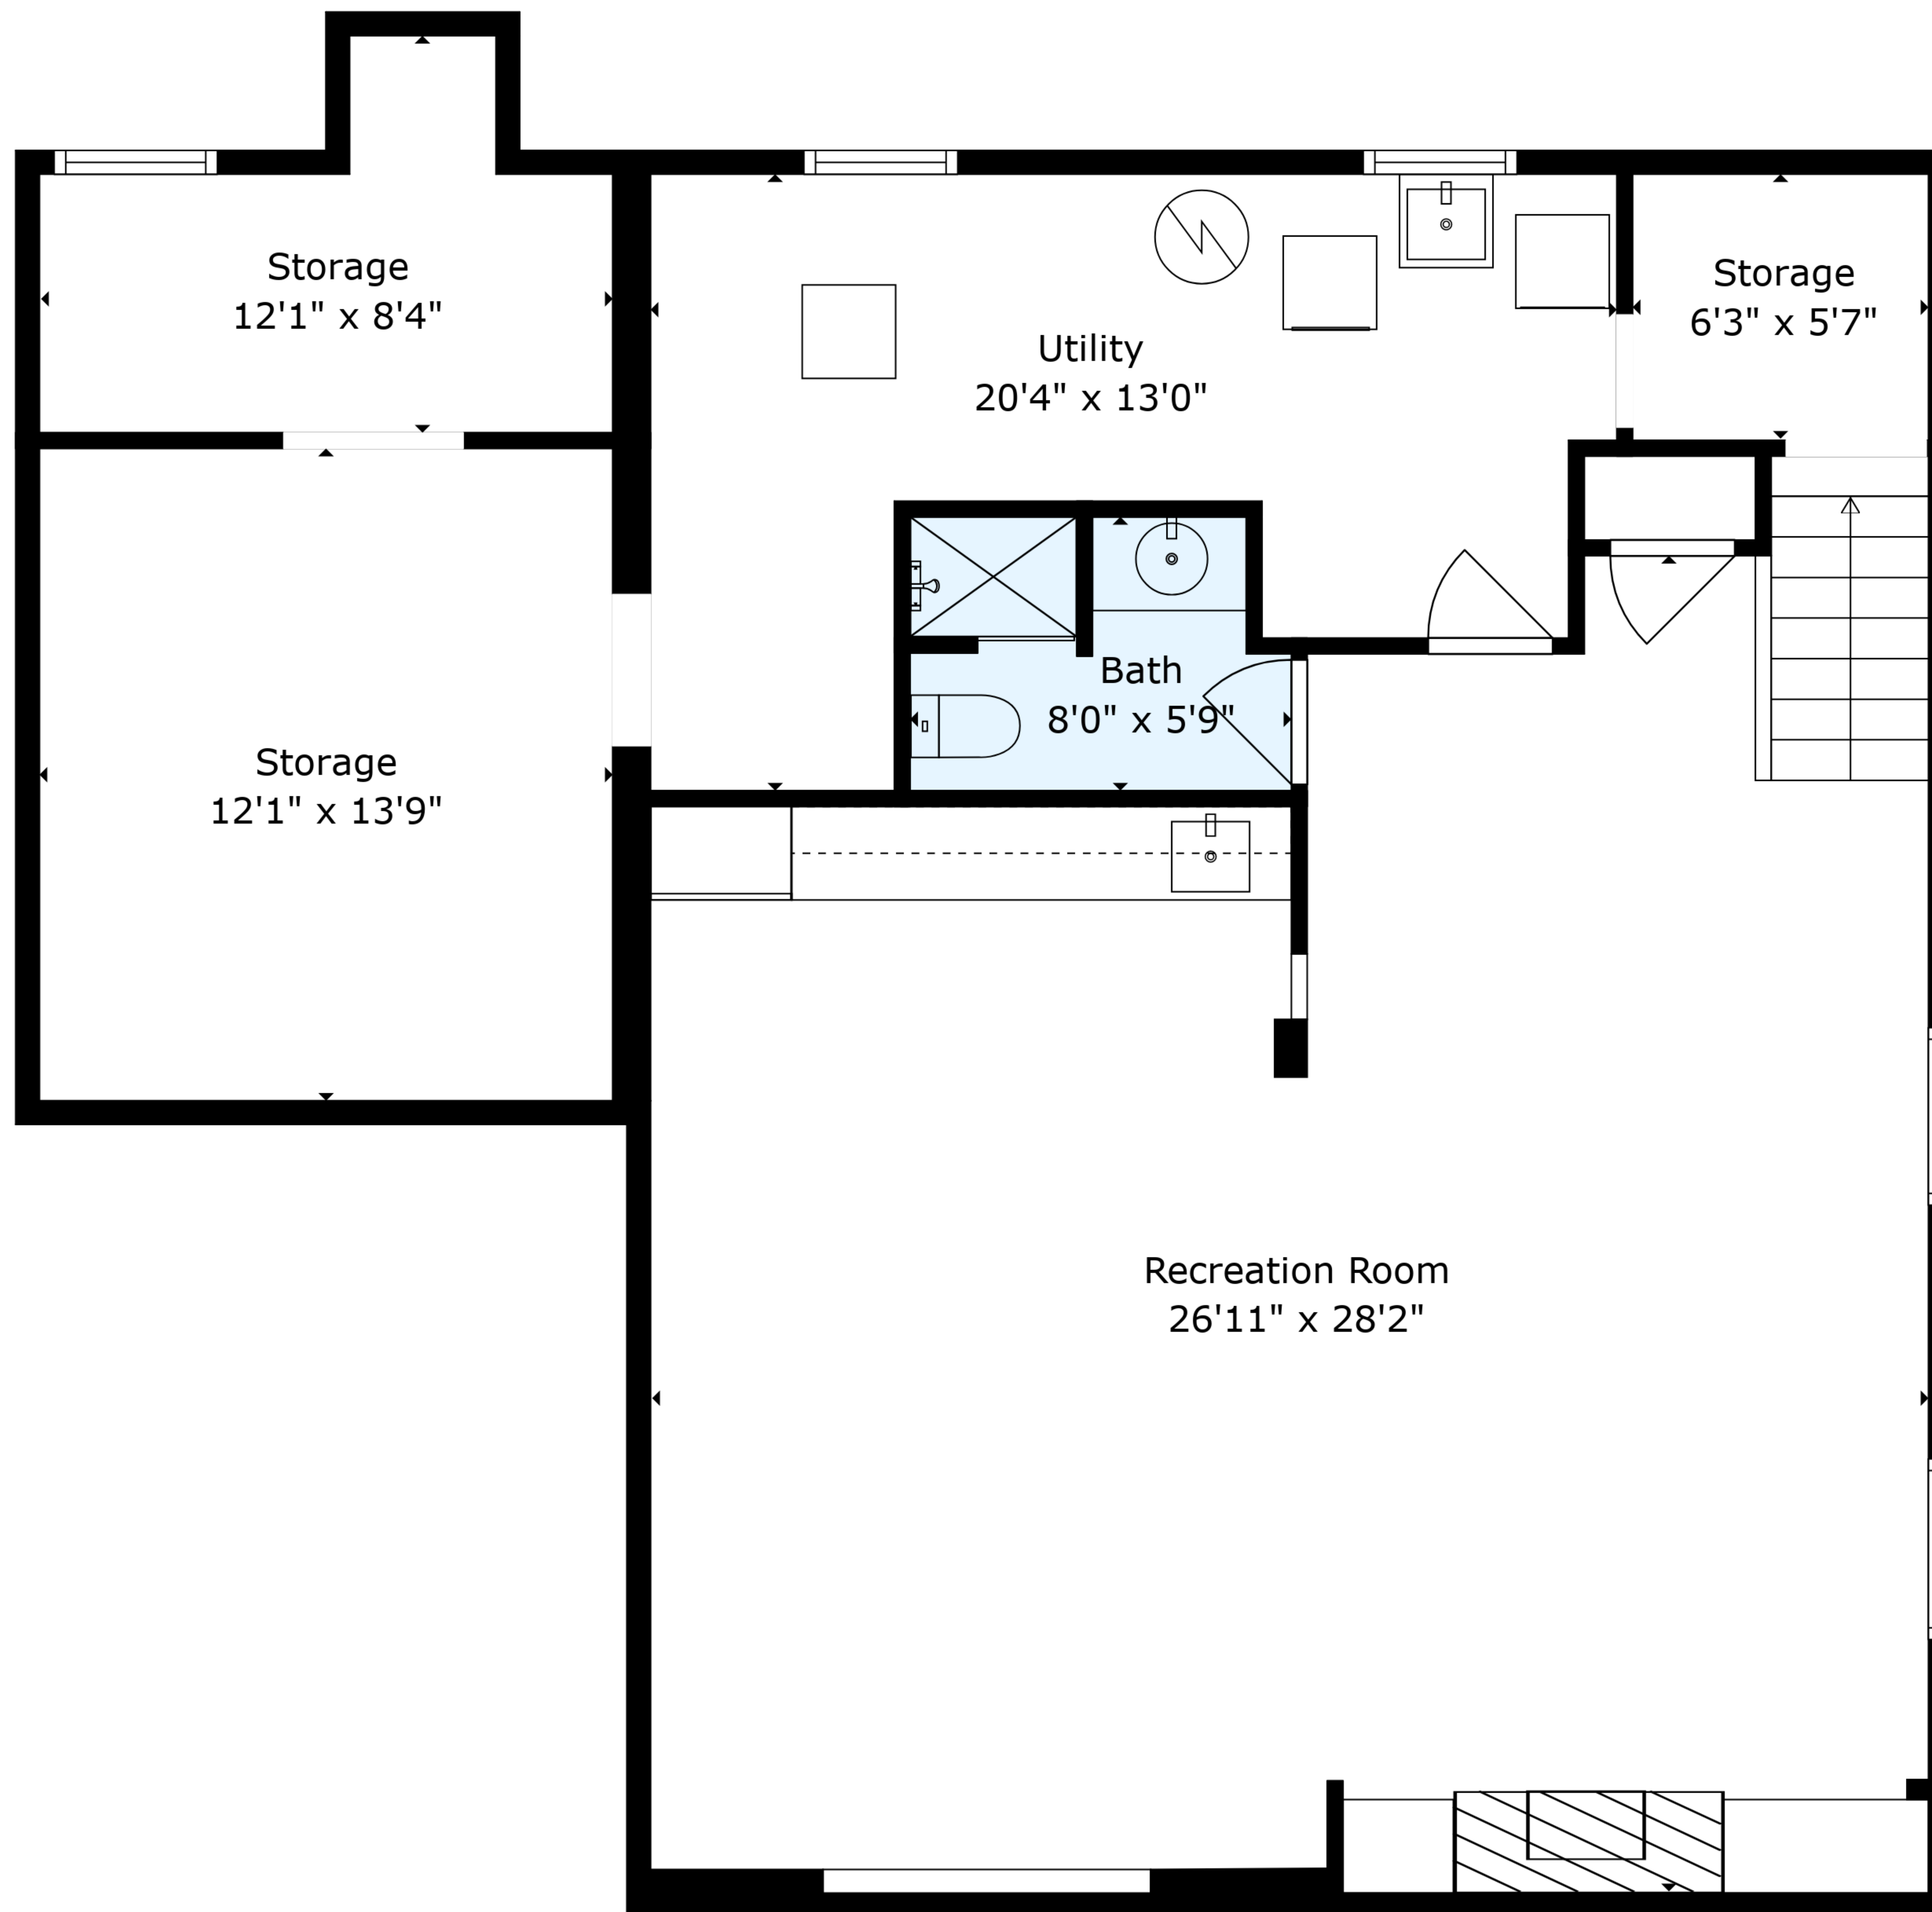 Storage
12'1" x 8'4"
Storage
6'3" x 5'7"
Utility
20'4" x 13'0"
Bath
8'0" x 5'9"
Storage
12'1" x 13'9"
Recreation Room
26'11" x 28'2"